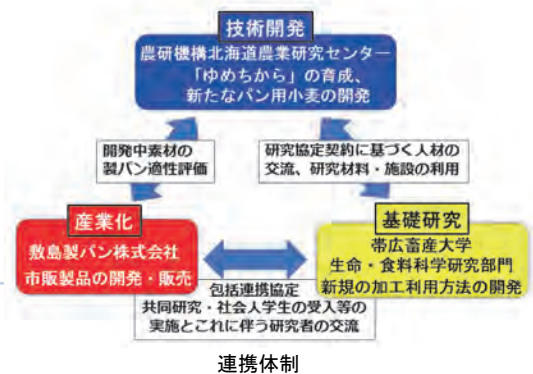 技術開発
農研機構北海道農業研究センター
「ゆめちから」の育成、
新たなパン用小麦の開発
開発中素材の
製パン適性評価
研究協定契約に基づく人材の
交流、研究材料・施設の利用
産業化
敷島製パン株式会社
市販製品の開発・販売
基礎研究
帯広畜産大学
生命・食料科学研究部門
新規の加工利用方法の開発
包括連携協定
共同研究・社会人学生の受入等の
実施とこれに伴う研究者の交流
連携体制